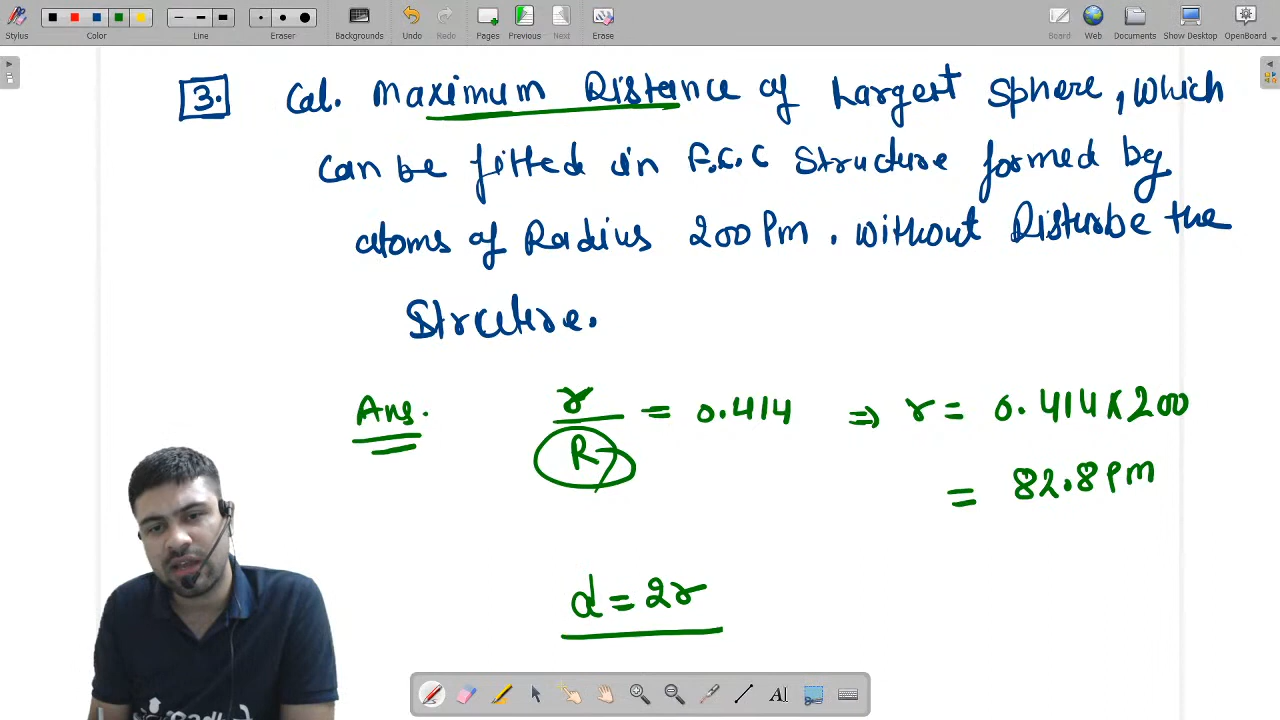 Stylus
Color
Line
Eraser
Backgrounds
Undo
Redo
Pages
Previous
Next
Erase
Board
Web
Documents
Show Desktop
OpenBoard
3. Cal. Maximum Distance of Largest Sphere, which
can be fitted in F.C.C Structure formed by
atoms of Radius 200 Pm. without Disturbe the
Structure.
Ans. r/R = 0.414 ⇒ r = 0.414 x 200
= 82.8 Pm
d = 2r